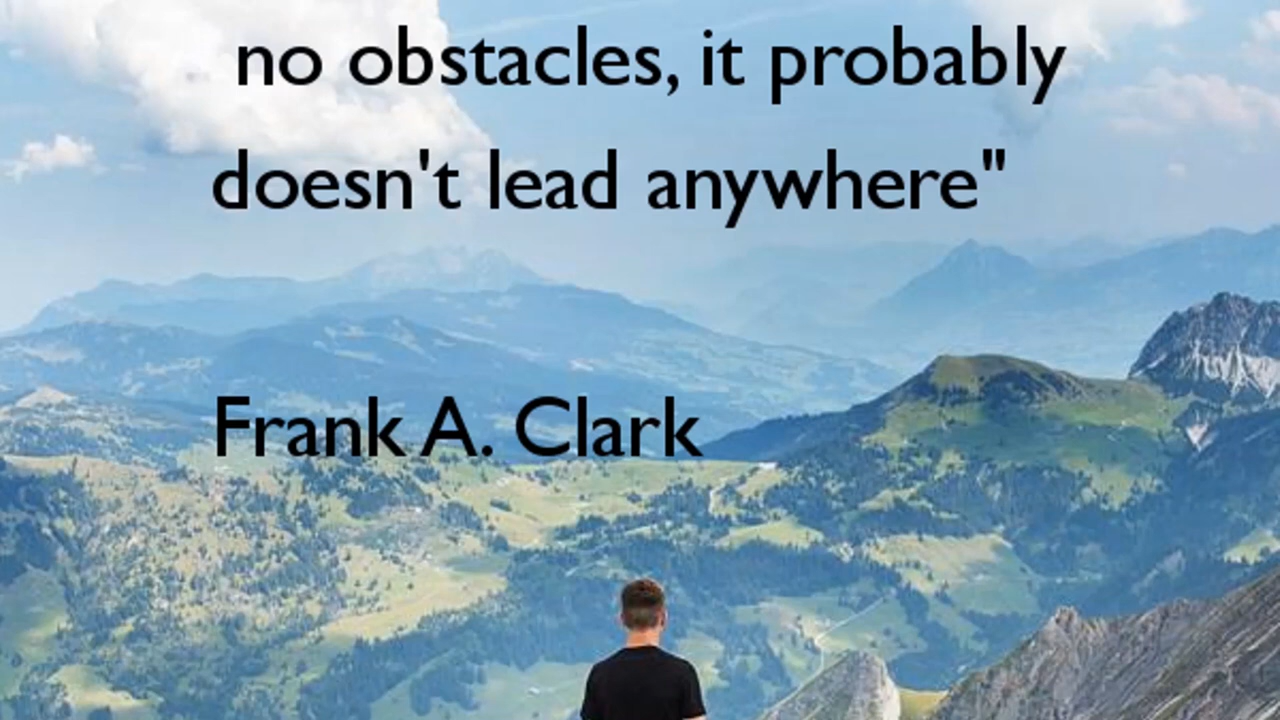 no obstacles, it probably
doesn't lead anywhere"
Frank A. Clark